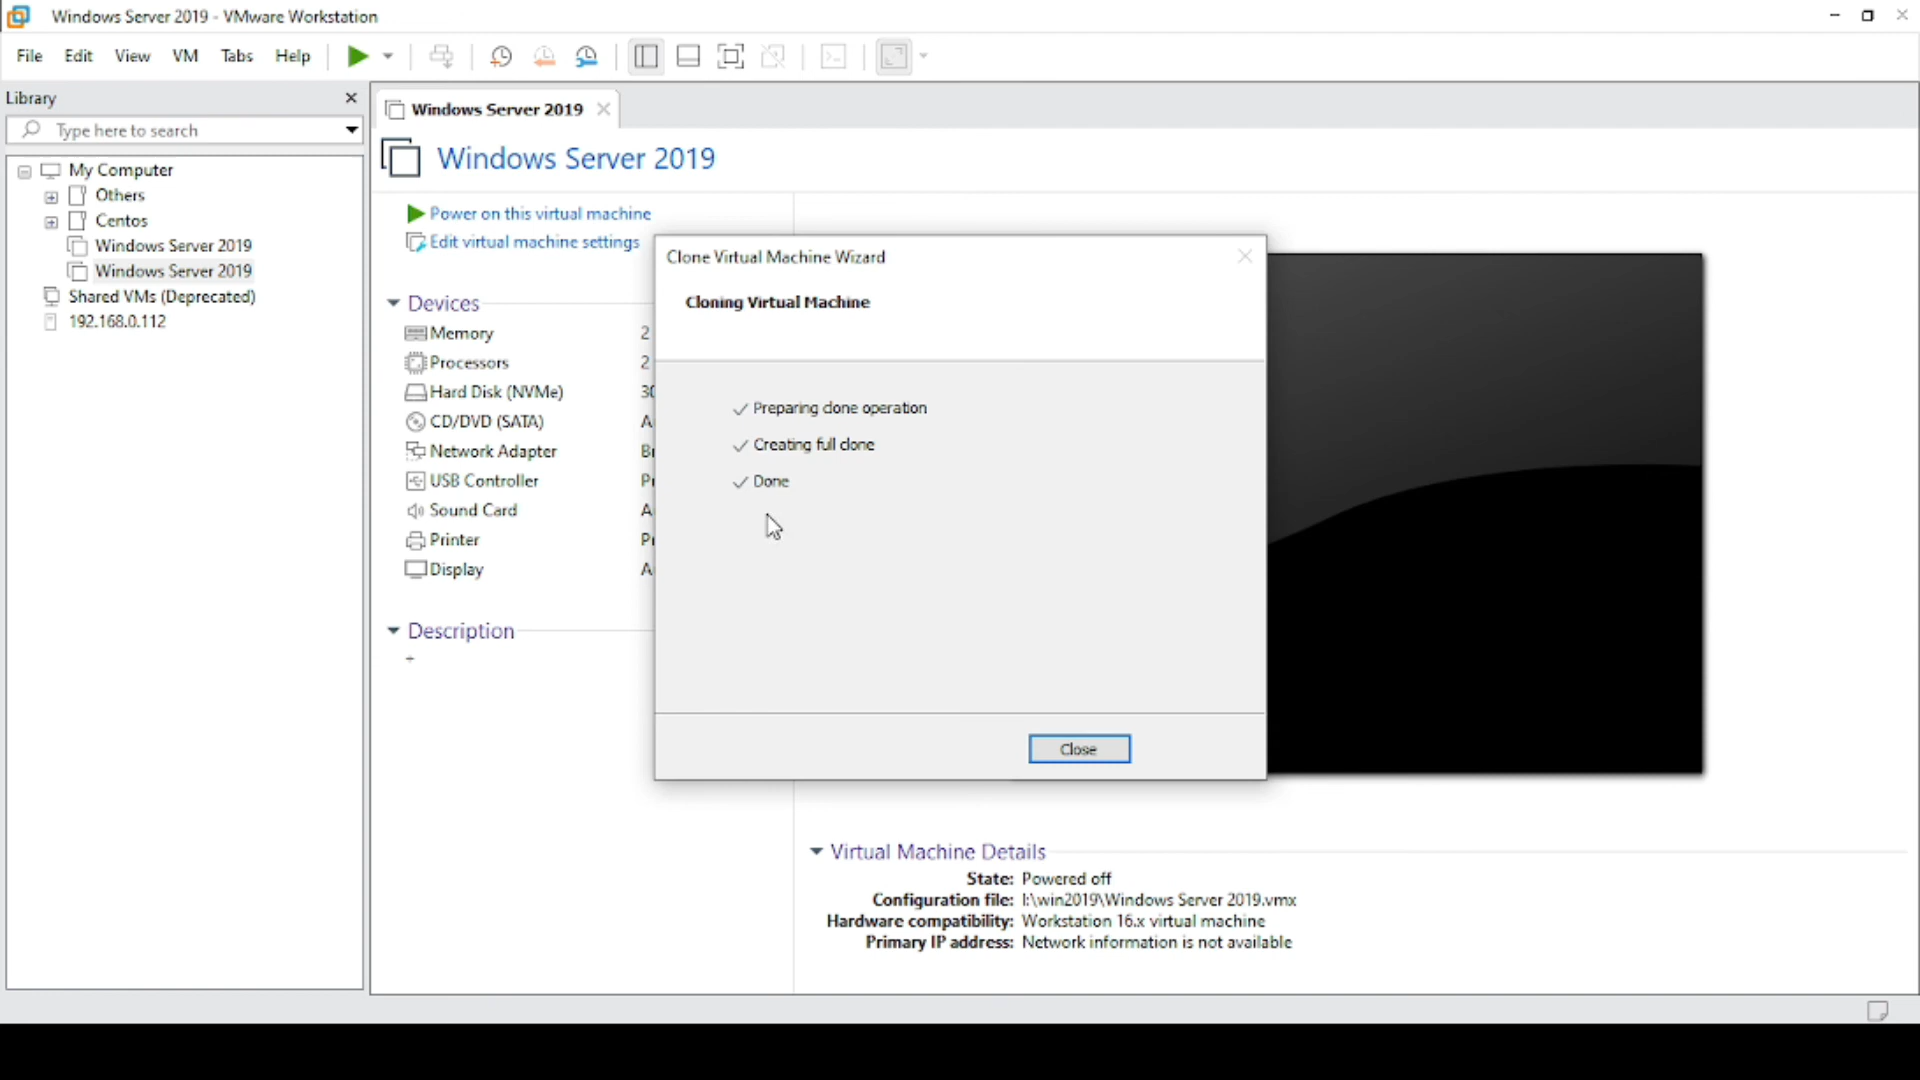 Windows Server 2019 - VMware Workstation
File Edit View VM Tabs Help
Library
Type here to search
My Computer
Others
Centos
Windows Server 2019
Windows Server 2019
Shared VMs (Deprecated)
192.168.0.112
Windows Server 2019
Windows Server 2019
Power on this virtual machine
Edit virtual machine settings
Devices
Memory 2
Processors 2
Hard Disk (NVMe) 30
CD/DVD (SATA) A
Network Adapter
USB Controller
Sound Card A
Printer
Display A
Description
Clone Virtual Machine Wizard
Cloning Virtual Machine
Preparing clone operation
Creating full clone
Done
Close
Virtual Machine Details
State: Powered off
Configuration file: I:\win2019\Windows Server 2019.vmx
Hardware compatibility: Workstation 16.x virtual machine
Primary IP address: Network information is not available